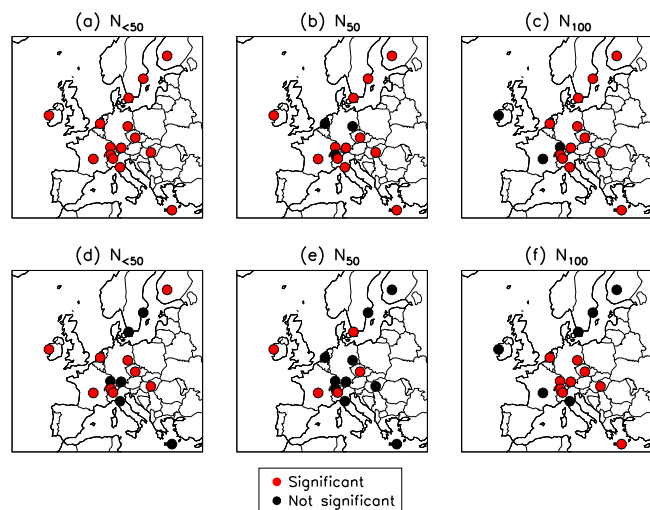 (a) N<50
(b) N50
(c) N100
(d) N<50
(e) N50
(f) N100
Significant
Not significant